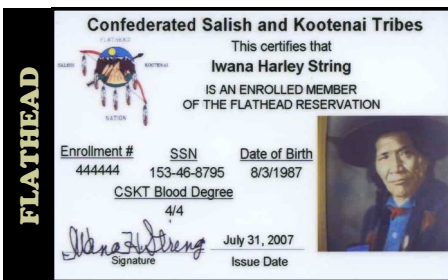 FLATHEAD
Confederated Salish and Kootenai Tribes
FLATHEAD
SALISH KOOTENAI
NATION
This certifies that
Iwana Harley String
IS AN ENROLLED MEMBER
OF THE FLATHEAD RESERVATION
Enrollment # SSN Date of Birth
444444 153-46-8795 8/3/1987
CSKT Blood Degree
4/4
Signature
July 31, 2007
Issue Date